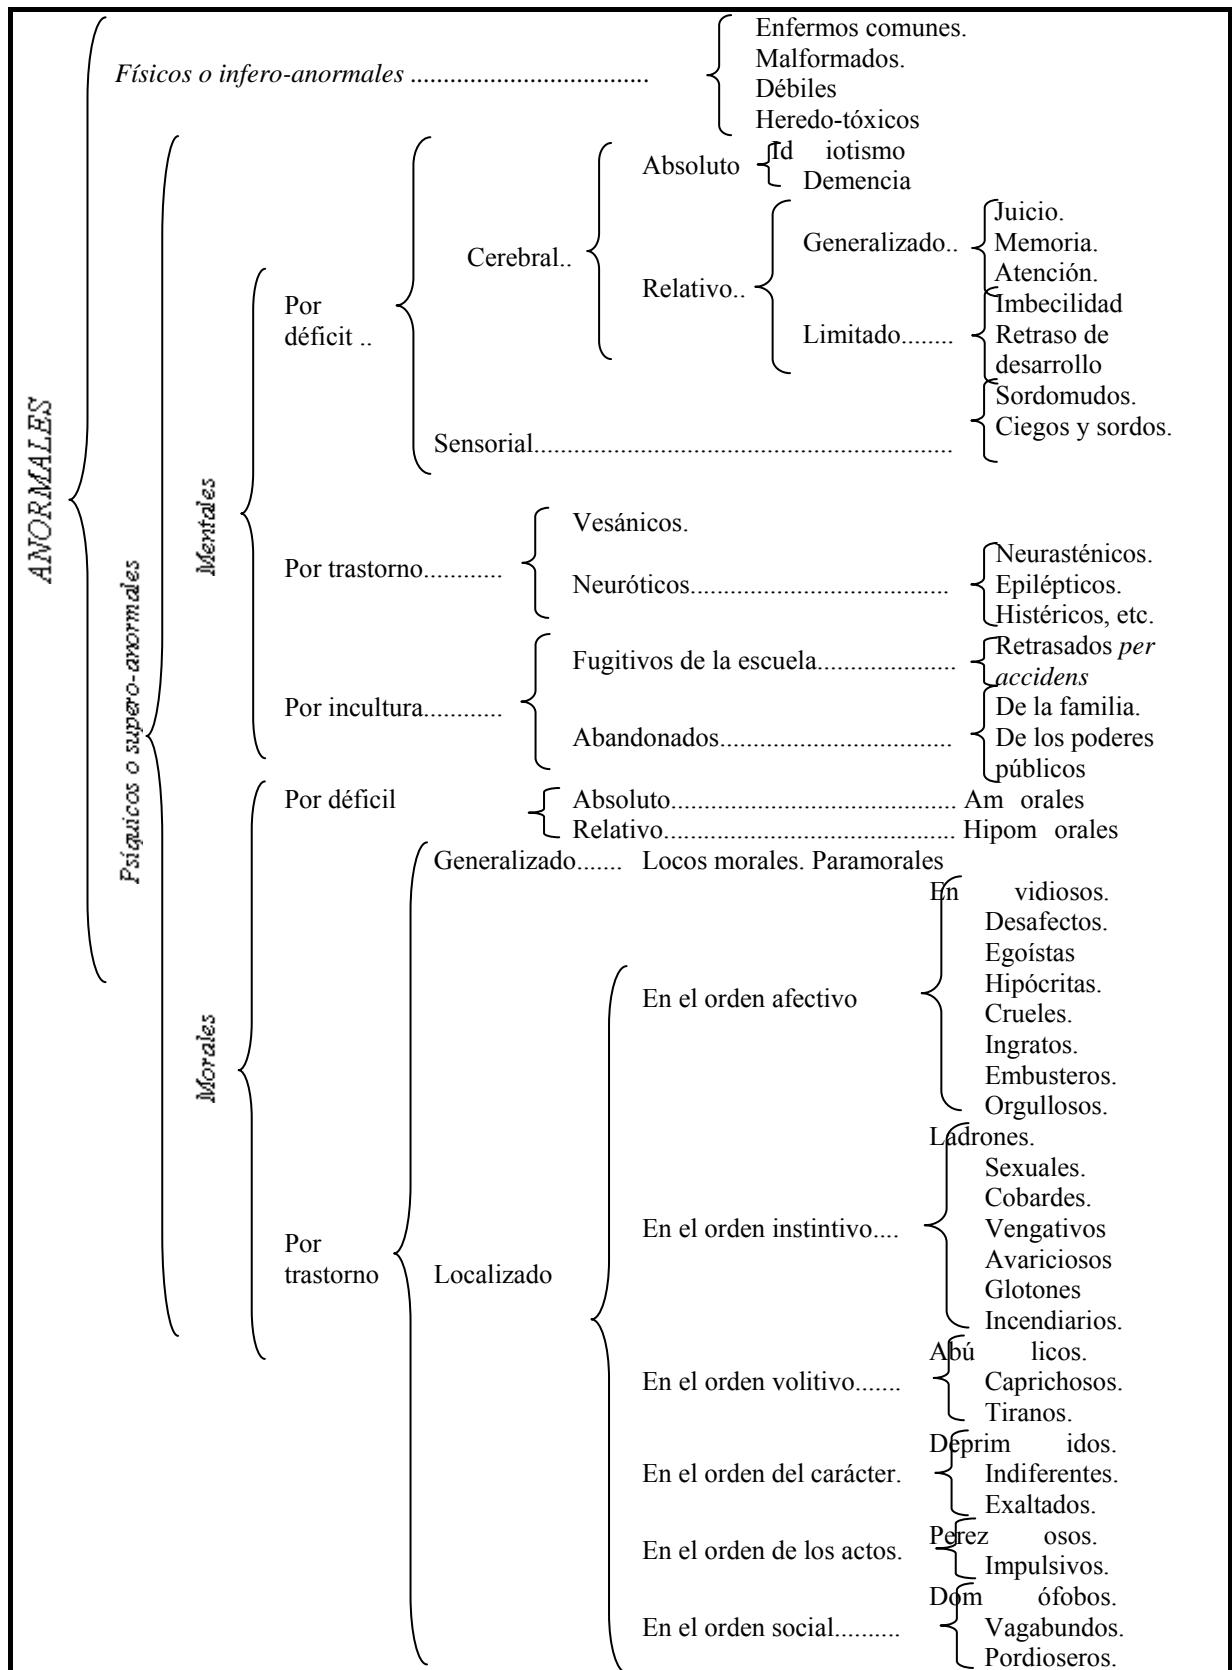 Enfermos comunes.
Físicos o infero-anormales ....................................
Malformados.
Débiles
Heredo-tóxicos
Absoluto
Id iotismo
Demencia
Cerebral..
Relativo..
Generalizado..
Juicio.
Memoria.
Atención.
Por
déficit ..
Limitado........
Imbecilidad
Retraso de
desarrollo
Sensorial................................................................
Sordomudos.
Ciegos y sordos.
ANORMALES
Mentales
Psíquicos o supero-anormales
Por trastorno............
Vesánicos.
Neuróticos.......................................
Neurasténicos.
Epilépticos.
Histéricos, etc.
Por incultura............
Fugitivos de la escuela.....................
Retrasados per
accidens
Abandonados...................................
De la familia.
De los poderes
públicos
Por déficil
Absoluto........................................... Am orales
Relativo............................................ Hipom orales
Morales
Por
trastorno
Generalizado....... Locos morales. Paramorales
Localizado
En el orden afectivo
En vidiosos.
Desafectos.
Egoístas
Hipócritas.
Crueles.
Ingratos.
Embusteros.
Orgullosos.
En el orden instintivo....
Ladrones.
Sexuales.
Cobardes.
Vengativos
Avariciosos
Glotones
Incendiarios.
En el orden volitivo.......
Abú licos.
Caprichosos.
Tiranos.
En el orden del carácter.
Deprim idos.
Indiferentes.
Exaltados.
En el orden de los actos.
Perez osos.
Impulsivos.
En el orden social..........
Dom ófobos.
Vagabundos.
Pordioseros.